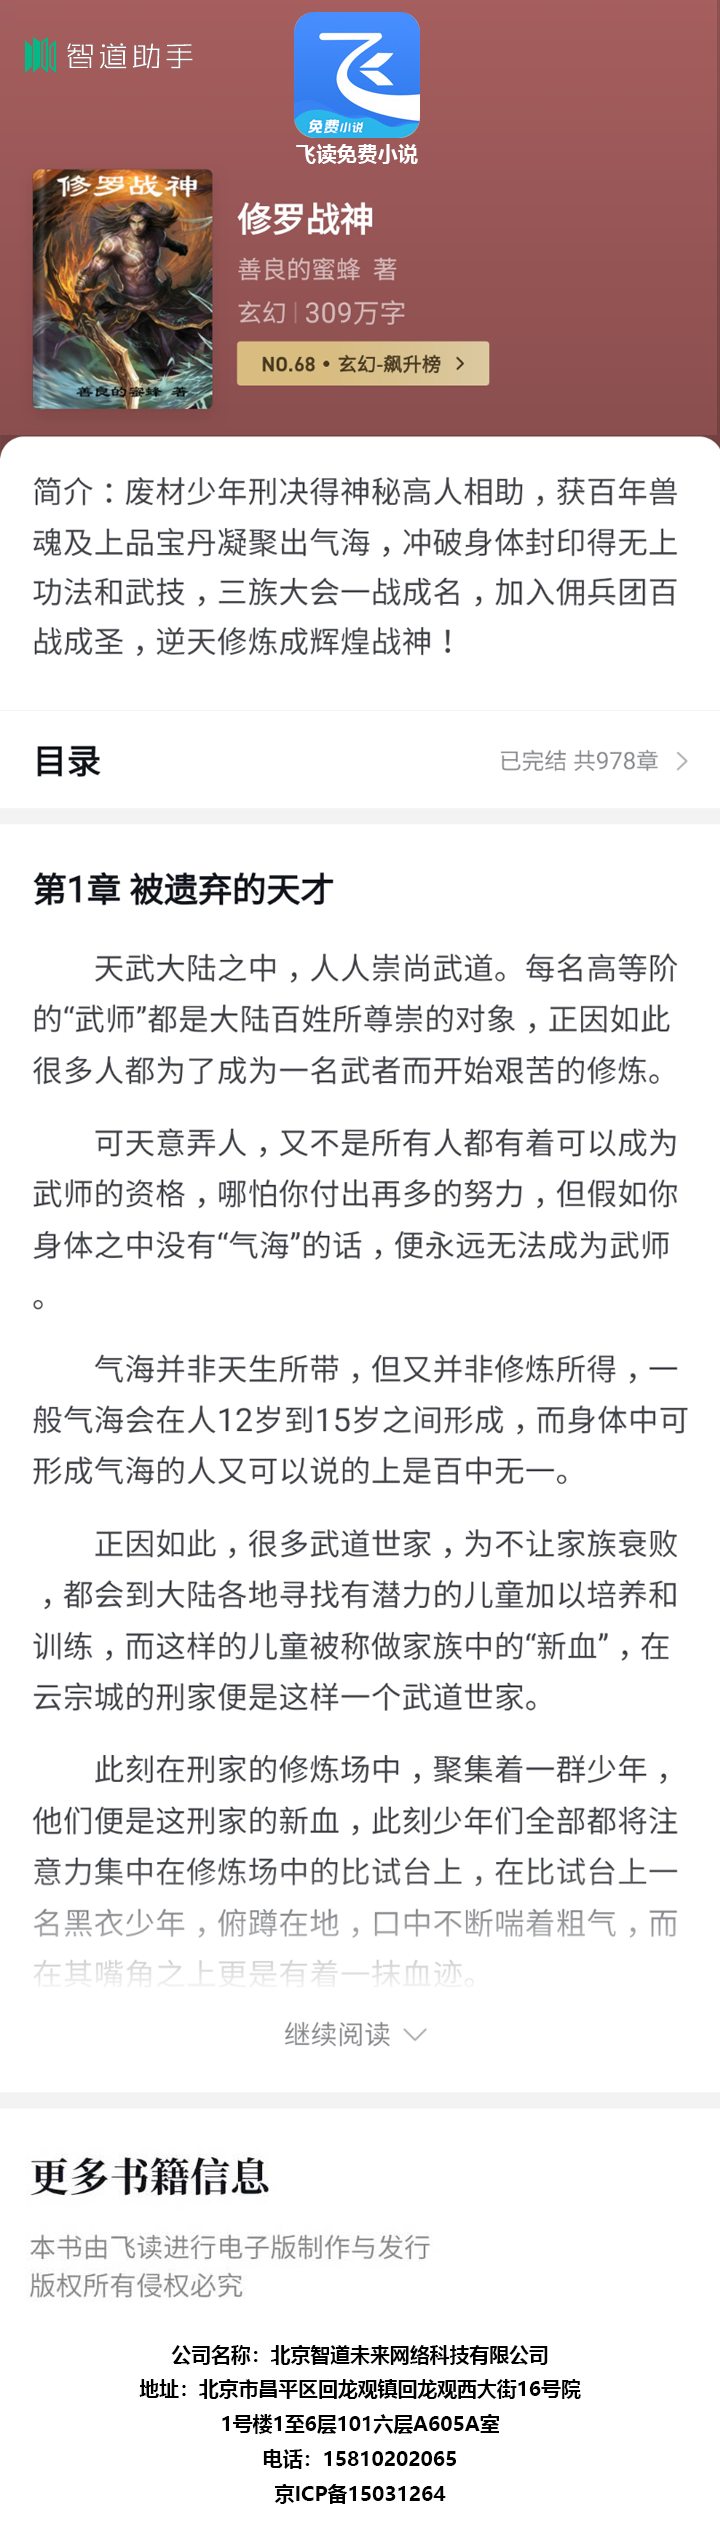 智道助手
免费小说
飞读免费小说
修罗战神
善良的蜜蜂 著
修罗战神
善良的蜜蜂 著
玄幻 | 309万字
NO.68 • 玄幻-飙升榜 >
简介：废材少年刑决得神秘高人相助，获百年兽
魂及上品宝丹凝聚出气海，冲破身体封印得无上
功法和武技，三族大会一战成名，加入佣兵团百
战成圣，逆天修炼成辉煌战神！
目录
已完结 共978章 >
第1章 被遗弃的天才
天武大陆之中，人人崇尚武道。每名高等阶
的“武师”都是大陆百姓所尊崇的对象，正因如此
很多人都为了成为一名武者而开始艰苦的修炼。
可天意弄人，又不是所有人都有着可以成为
武师的资格，哪怕你付出再多的努力，但假如你
身体之中没有“气海”的话，便永远无法成为武师
。
气海并非天生所带，但又并非修炼所得，一
般气海会在人12岁到15岁之间形成，而身体中可
形成气海的人又可以说的上是百中无一。
正因如此，很多武道世家，为不让家族衰败
，都会到大陆各地寻找有潜力的儿童加以培养和
训练，而这样的儿童被称做家族中的“新血”，在
云宗城的刑家便是这样一个武道世家。
此刻在刑家的修炼场中，聚集着一群少年，
他们便是这刑家的新血，此刻少年们全部都将注
意力集中在修炼场中的比试台上，在比试台上一
名黑衣少年，俯蹲在地，口中不断喘着粗气，而
在其嘴角之上更是有着一抹血迹。
继续阅读
更多书籍信息
本书由飞读进行电子版制作与发行
版权所有侵权必究
公司名称：北京智道未来网络科技有限公司
地址：北京市昌平区回龙观镇回龙观西大街16号院
1号楼1至6层101六层A605A室
电话：15810202065
京ICP备15031264